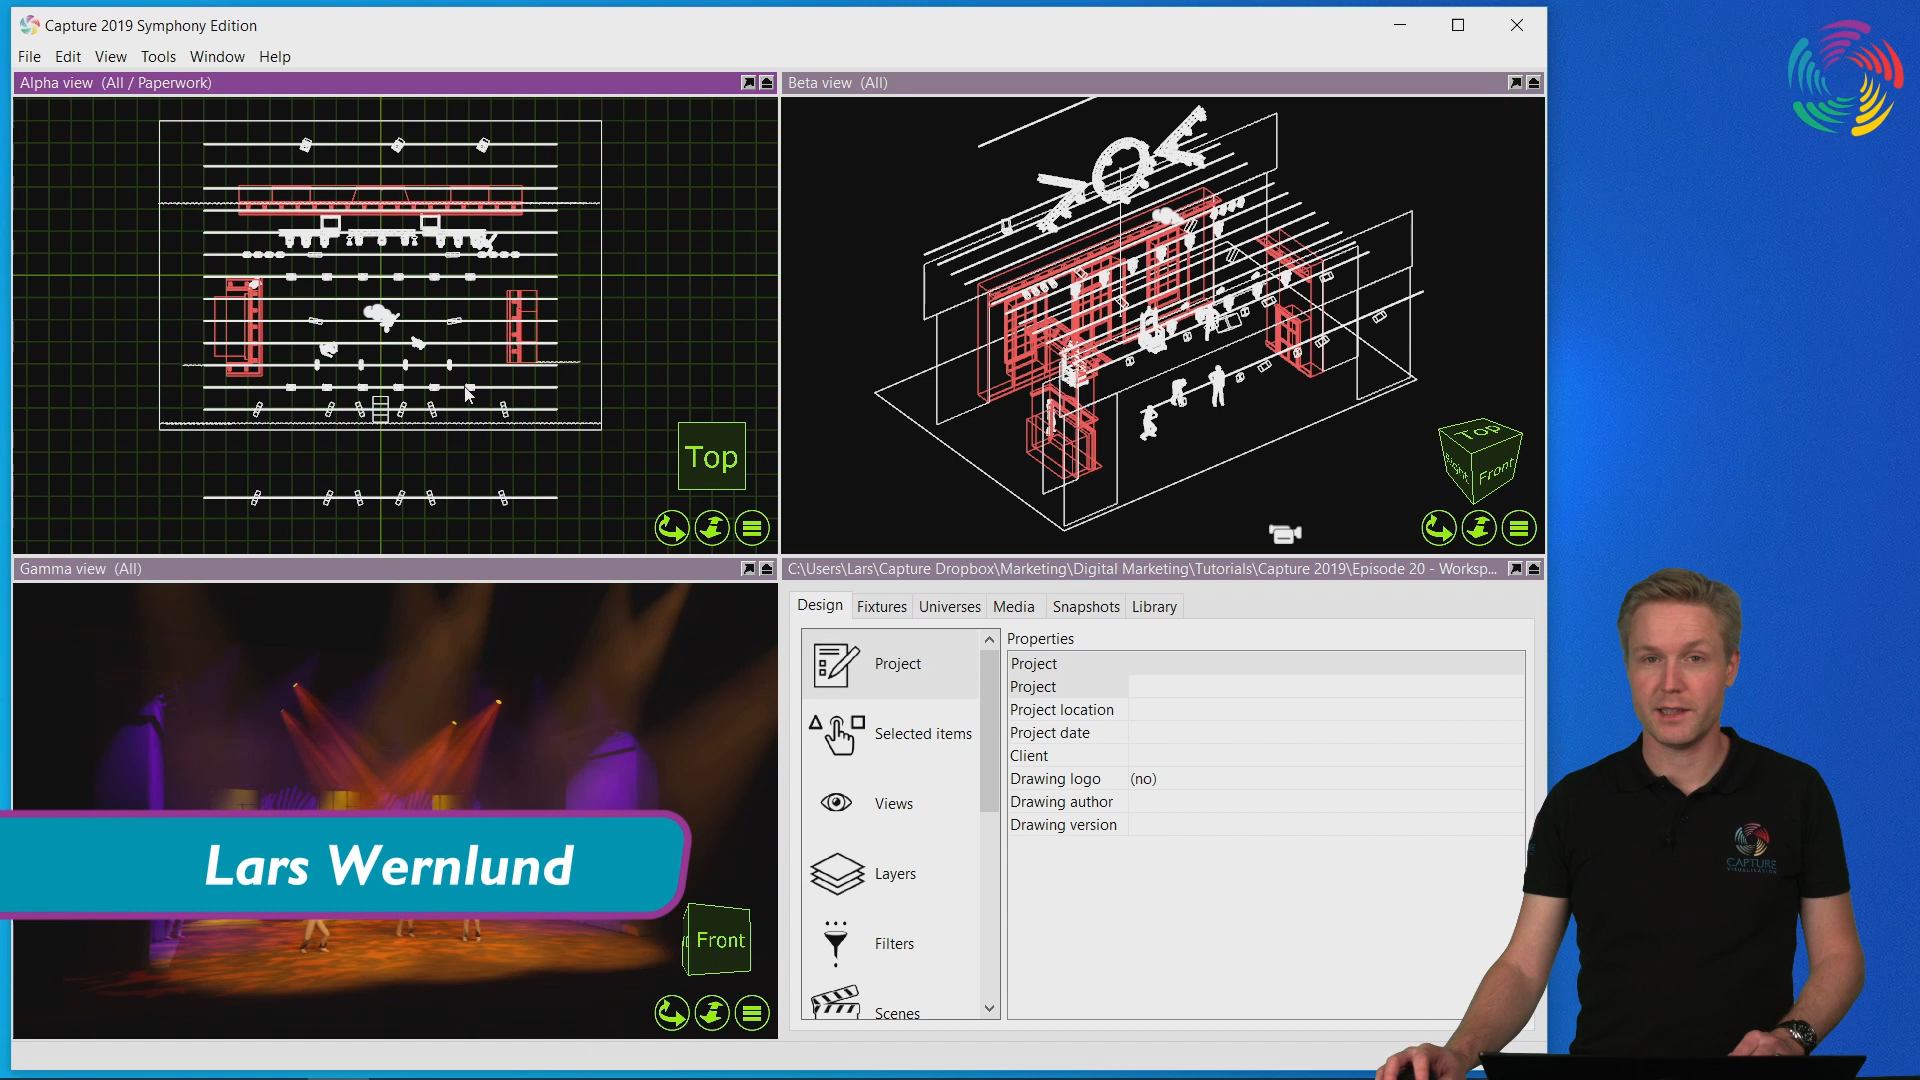 Capture 2019 Symphony Edition
File Edit View Tools Window Help
Alpha view (All / Paperwork)
Beta view (All)
Top
Top
Right
Front
Gamma view (All)
C:\Users\Lars\Capture Dropbox\Marketing\Digital Marketing\Tutorials\Capture 2019\Episode 20 - Worksp...
Design Fixtures Universes Media Snapshots Library
Properties
Project
Selected items
Views
Layers
Filters
Scenes
Project
Project
Project location
Project date
Client
Drawing logo (no)
Drawing author
Drawing version
Lars Wernlund
Front
CAPTURE
VISUALISATION